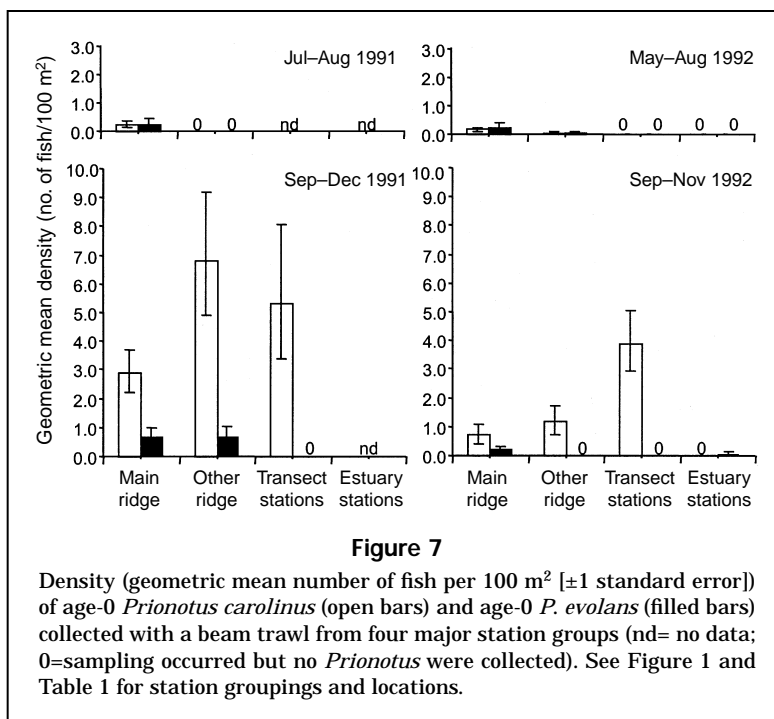 Geometric mean density (no. of fish/100 m²)
3.0
2.0
1.0
0.0
Jul–Aug 1991
0 0 nd nd
3.0
2.0
1.0
0.0
May–Aug 1992
0 0 0 0
10.0
9.0
8.0
7.0
6.0
5.0
4.0
3.0
2.0
1.0
0.0
Sep–Dec 1991
0 nd
Main ridge
Other ridge
Transect stations
Estuary stations
10.0
9.0
8.0
7.0
6.0
5.0
4.0
3.0
2.0
1.0
0.0
Sep–Nov 1992
0 0 0
Main ridge
Other ridge
Transect stations
Estuary stations
Figure 7
Density (geometric mean number of fish per 100 m² [±1 standard error])
of age-0 Prionotus carolinus (open bars) and age-0 P. evolans (filled bars)
collected with a beam trawl from four major station groups (nd= no data;
0=sampling occurred but no Prionotus were collected). See Figure 1 and
Table 1 for station groupings and locations.